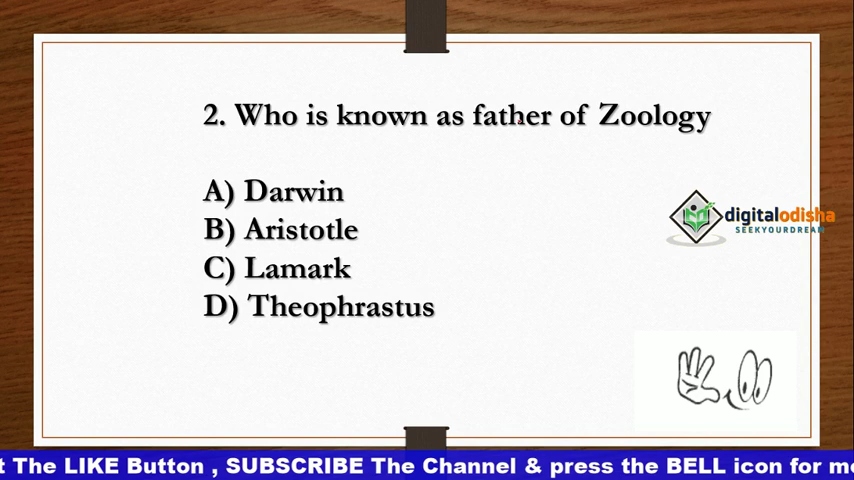 2. Who is known as father of Zoology
A) Darwin
B) Aristotle
C) Lamark
D) Theophrastus
digitalodisha
SEEKYOURDREAM
t The LIKE Button , SUBSCRIBE The Channel & press the BELL icon for mo